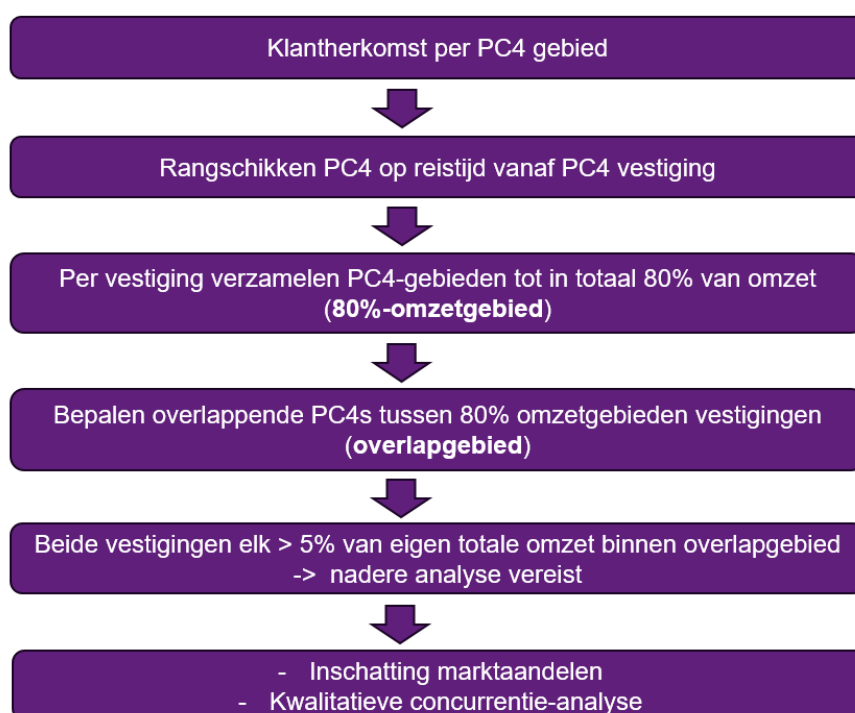 Klantherkomst per PC4 gebied
Rangschikken PC4 op reistijd vanaf PC4 vestiging
Per vestiging verzamelen PC4-gebieden tot in totaal 80% van omzet
(80%-omzetgebied)
Bepalen overlappende PC4s tussen 80% omzetgebieden vestigingen
(overlapgebied)
Beide vestigingen elk > 5% van eigen totale omzet binnen overlapgebied
-> nadere analyse vereist
- Inschatting marktaandelen
- Kwalitatieve concurrentie-analyse